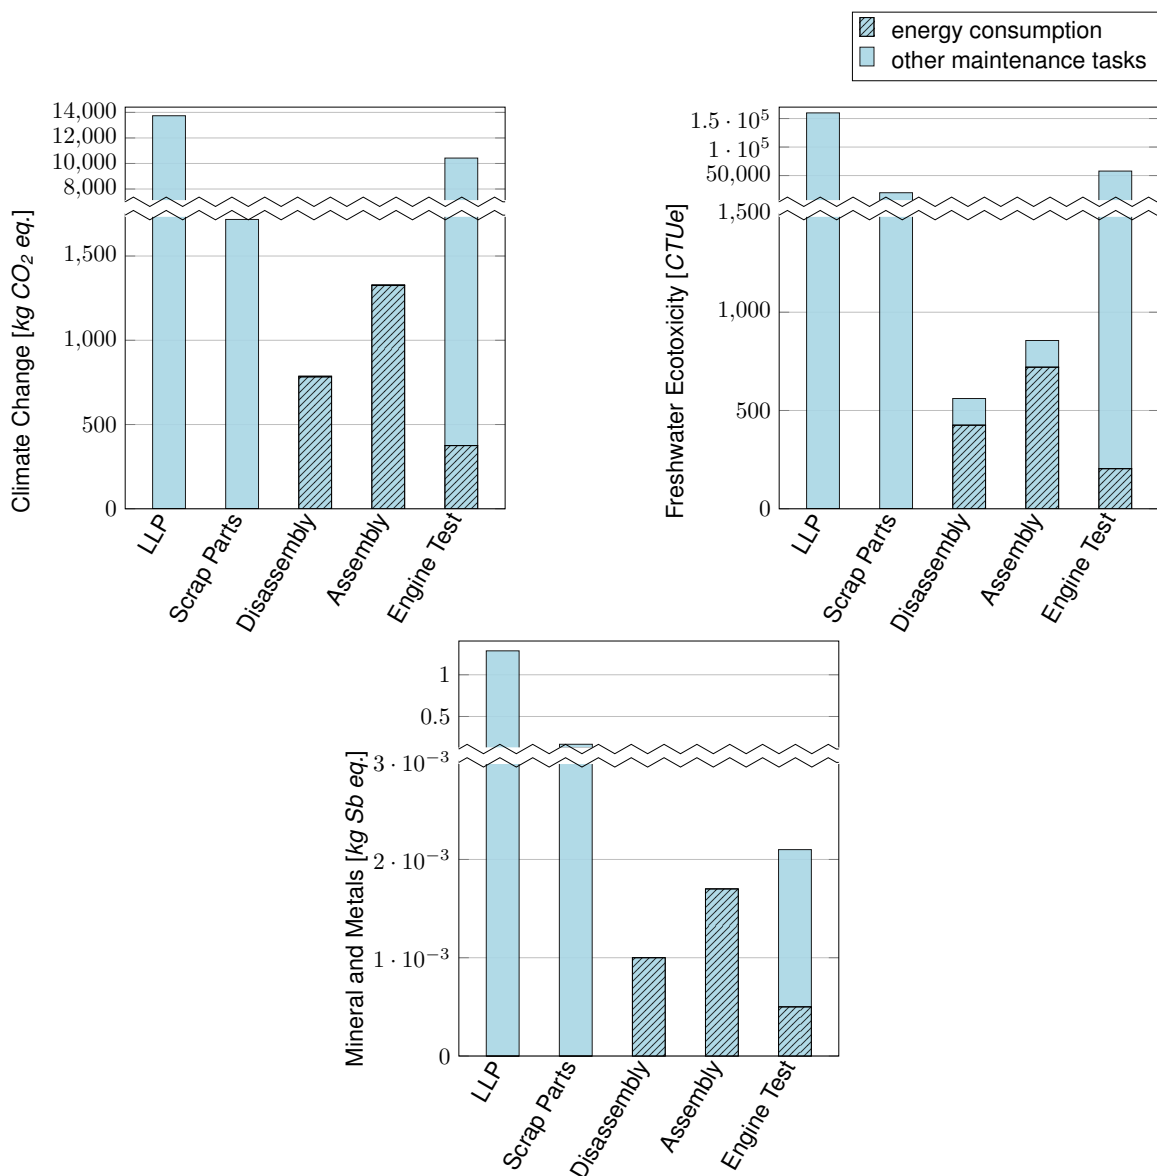 energy consumption
other maintenance tasks
Climate Change [kg CO₂ eq.]
14,000
12,000
10,000
8,000
1,500
1,000
500
0
LLP
Scrap Parts
Disassembly
Assembly
Engine Test
Freshwater Ecotoxicity [CTUe]
1.5 · 10⁵
1 · 10⁵
50,000
1,500
1,000
500
0
LLP
Scrap Parts
Disassembly
Assembly
Engine Test
Mineral and Metals [kg Sb eq.]
1
0.5
3 · 10⁻³
2 · 10⁻³
1 · 10⁻³
0
LLP
Scrap Parts
Disassembly
Assembly
Engine Test